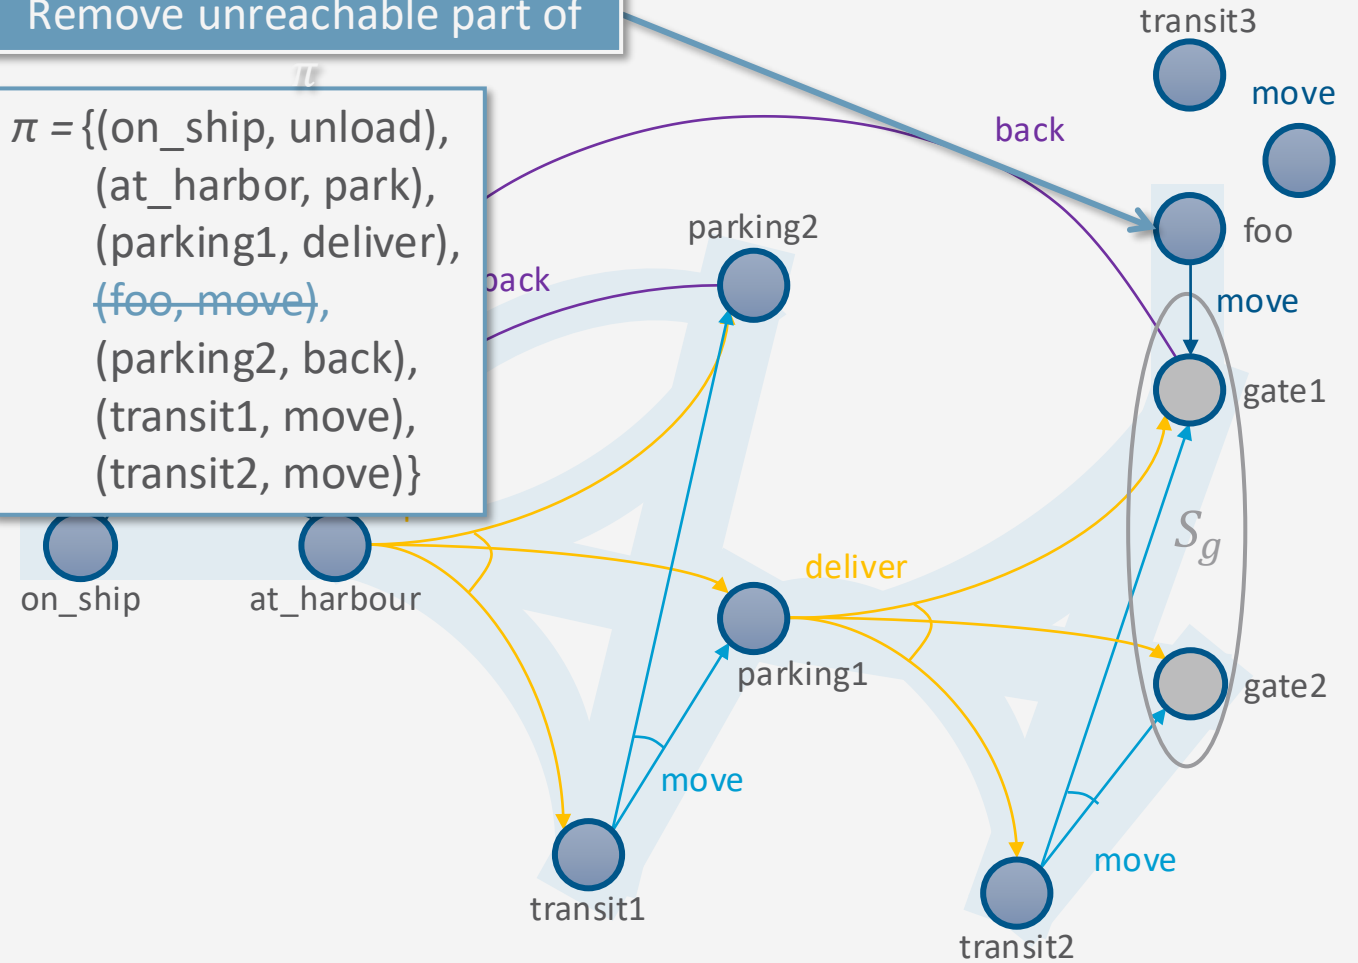 Remove unreachable part of
π
π = {(on_ship, unload),
(at_harbor, park),
(parking1, deliver),
(foo, move),
(parking2, back),
(transit1, move),
(transit2, move)}
transit3
move
back
foo
move
parking2
back
gate1
S_g
deliver
on_ship
at_harbour
parking1
gate2
move
move
transit1
transit2